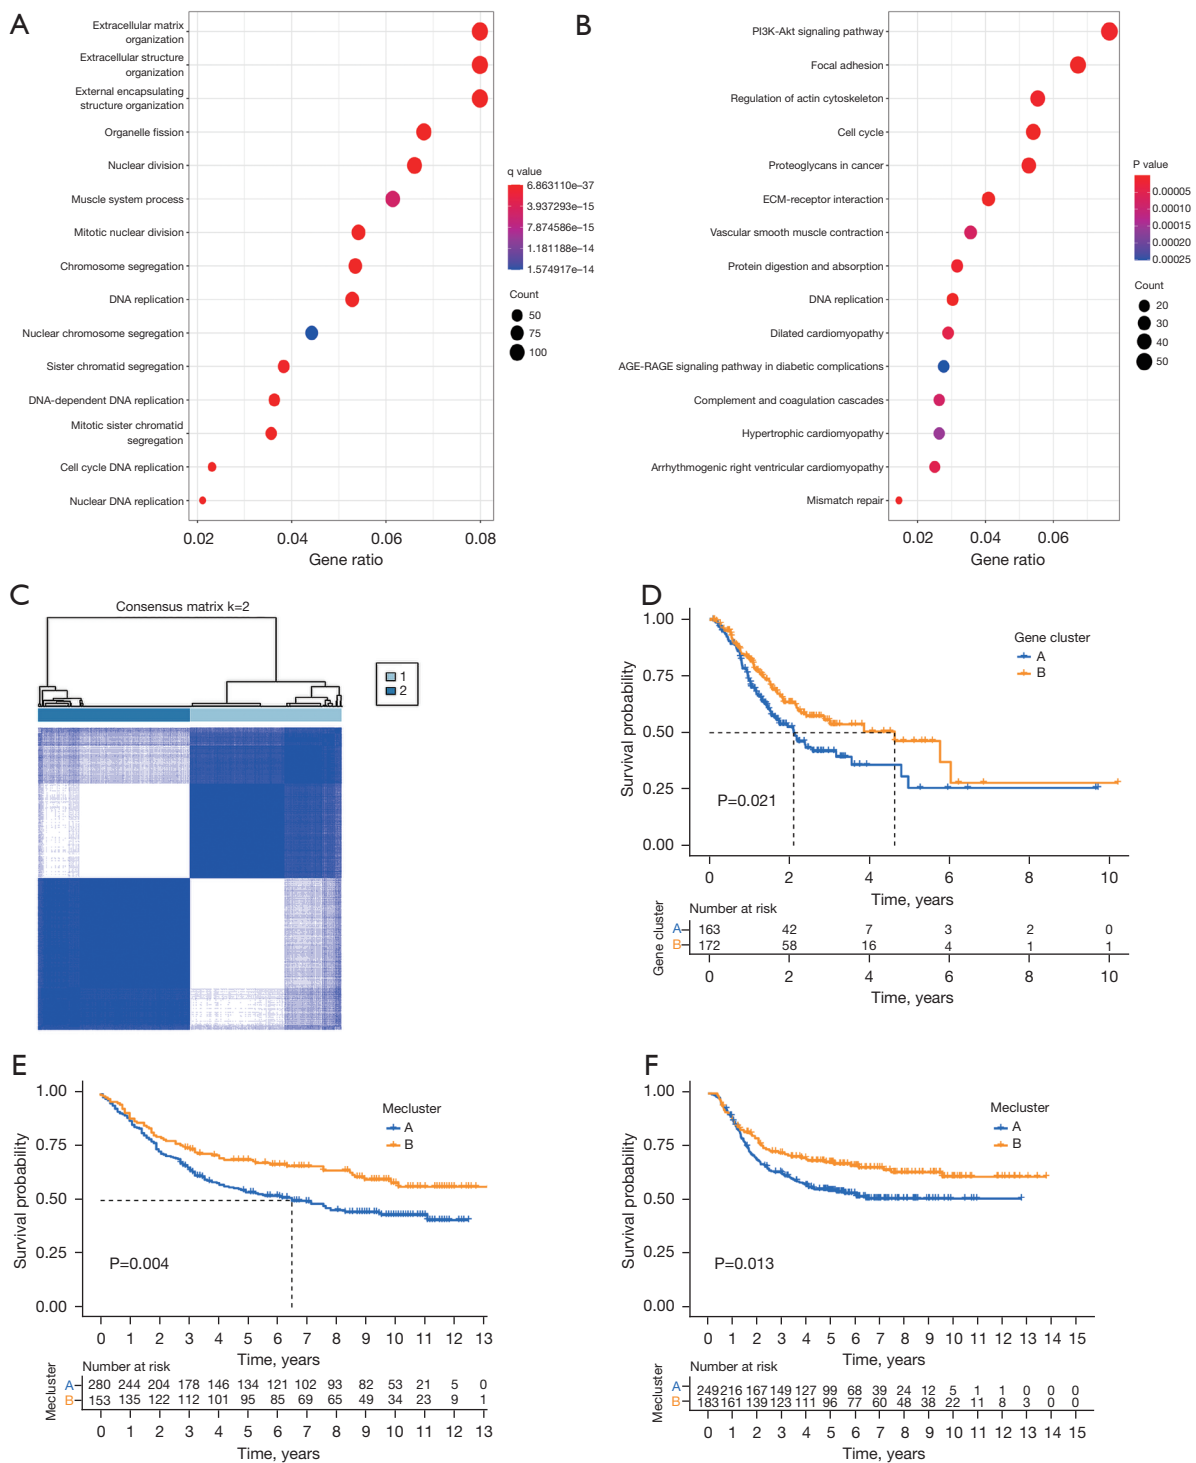 A
Extracellular matrix
organization
Extracellular structure
organization
External encapsulating
structure organization
Organelle fission
Nuclear division
Muscle system process
Mitotic nuclear division
Chromosome segregation
DNA replication
Nuclear chromosome segregation
Sister chromatid segregation
DNA-dependent DNA replication
Mitotic sister chromatid
segregation
Cell cycle DNA replication
Nuclear DNA replication
0.02 0.04 0.06 0.08
Gene ratio
q value
6.863110e–37
3.937293e–15
7.874586e–15
1.181188e–14
1.574917e–14
Count
50
75
100
B
PI3K-Akt signaling pathway
Focal adhesion
Regulation of actin cytoskeleton
Cell cycle
Proteoglycans in cancer
ECM-receptor interaction
Vascular smooth muscle contraction
Protein digestion and absorption
DNA replication
Dilated cardiomyopathy
AGE-RAGE signaling pathway in diabetic complications
Complement and coagulation cascades
Hypertrophic cardiomyopathy
Arrhythmogenic right ventricular cardiomyopathy
Mismatch repair
0.02 0.04 0.06
Gene ratio
P value
0.00005
0.00010
0.00015
0.00020
0.00025
Count
20
30
40
50
C
Consensus matrix k=2
1
2
D
Survival probability
1.00
0.75
0.50
0.25
0.00
Gene cluster
A
B
P=0.021
0 2 4 6 8 10
Time, years
Gene cluster
Number at risk
A 163 42 7 3 2 0
B 172 58 16 4 1 1
0 2 4 6 8 10
Time, years
E
Survival probability
1.00
0.75
0.50
0.25
0.00
Mecluster
A
B
P=0.004
0 1 2 3 4 5 6 7 8 9 10 11 12 13
Time, years
Mecluster
Number at risk
A 280 244 204 178 146 134 121 102 93 82 53 21 5 0
B 153 135 122 112 101 95 85 69 65 49 34 23 9 1
0 1 2 3 4 5 6 7 8 9 10 11 12 13
Time, years
F
Survival probability
1.00
0.75
0.50
0.25
0.00
Mecluster
A
B
P=0.013
0 1 2 3 4 5 6 7 8 9 10 11 12 13 14 15
Time, years
Mecluster
Number at risk
A 249 216 167 149 127 99 68 39 24 12 5 1 1 0 0 0
B 183 161 139 123 111 96 77 60 48 38 22 11 8 3 0 0
0 1 2 3 4 5 6 7 8 9 10 11 12 13 14 15
Time, years